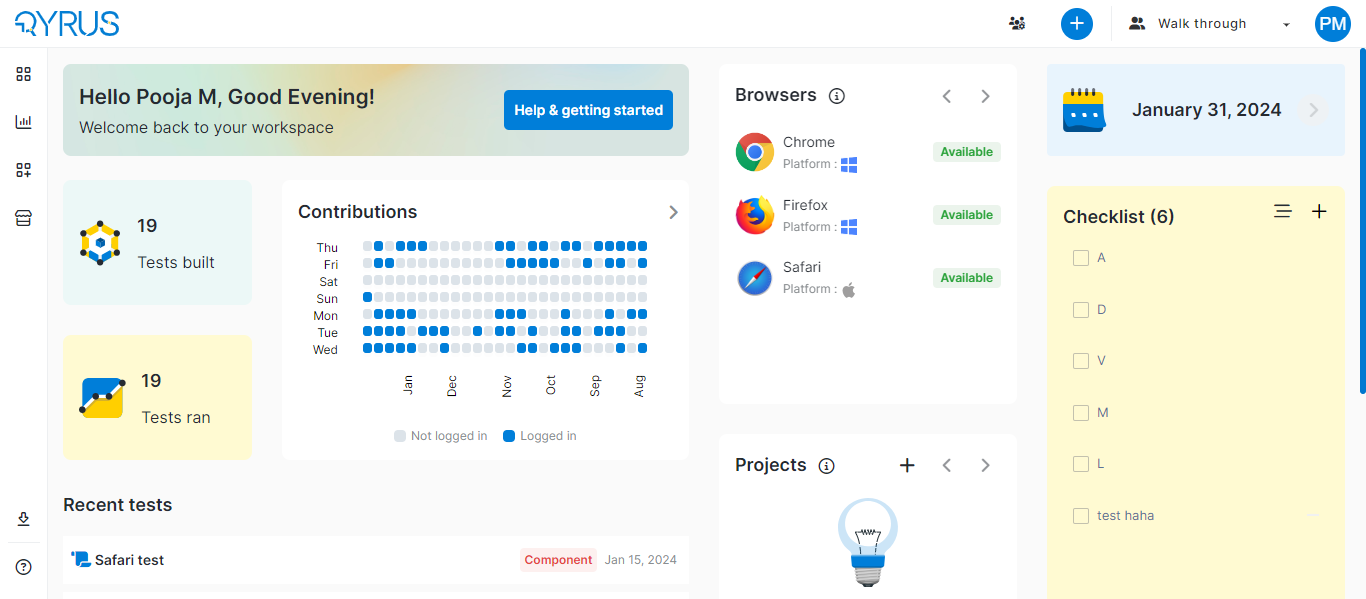 QYRUS
Walk through
PM
Hello Pooja M, Good Evening!
Welcome back to your workspace
Help & getting started
19
Tests built
19
Tests ran
Contributions
Thu
Fri
Sat
Sun
Mon
Tue
Wed
Jan
Dec
Nov
Oct
Sep
Aug
Not logged in
Logged in
Recent tests
Safari test
Component
Jan 15, 2024
Browsers
Chrome
Platform :
Available
Firefox
Platform :
Available
Safari
Platform :
Available
Projects
January 31, 2024
Checklist (6)
A
D
V
M
L
test haha